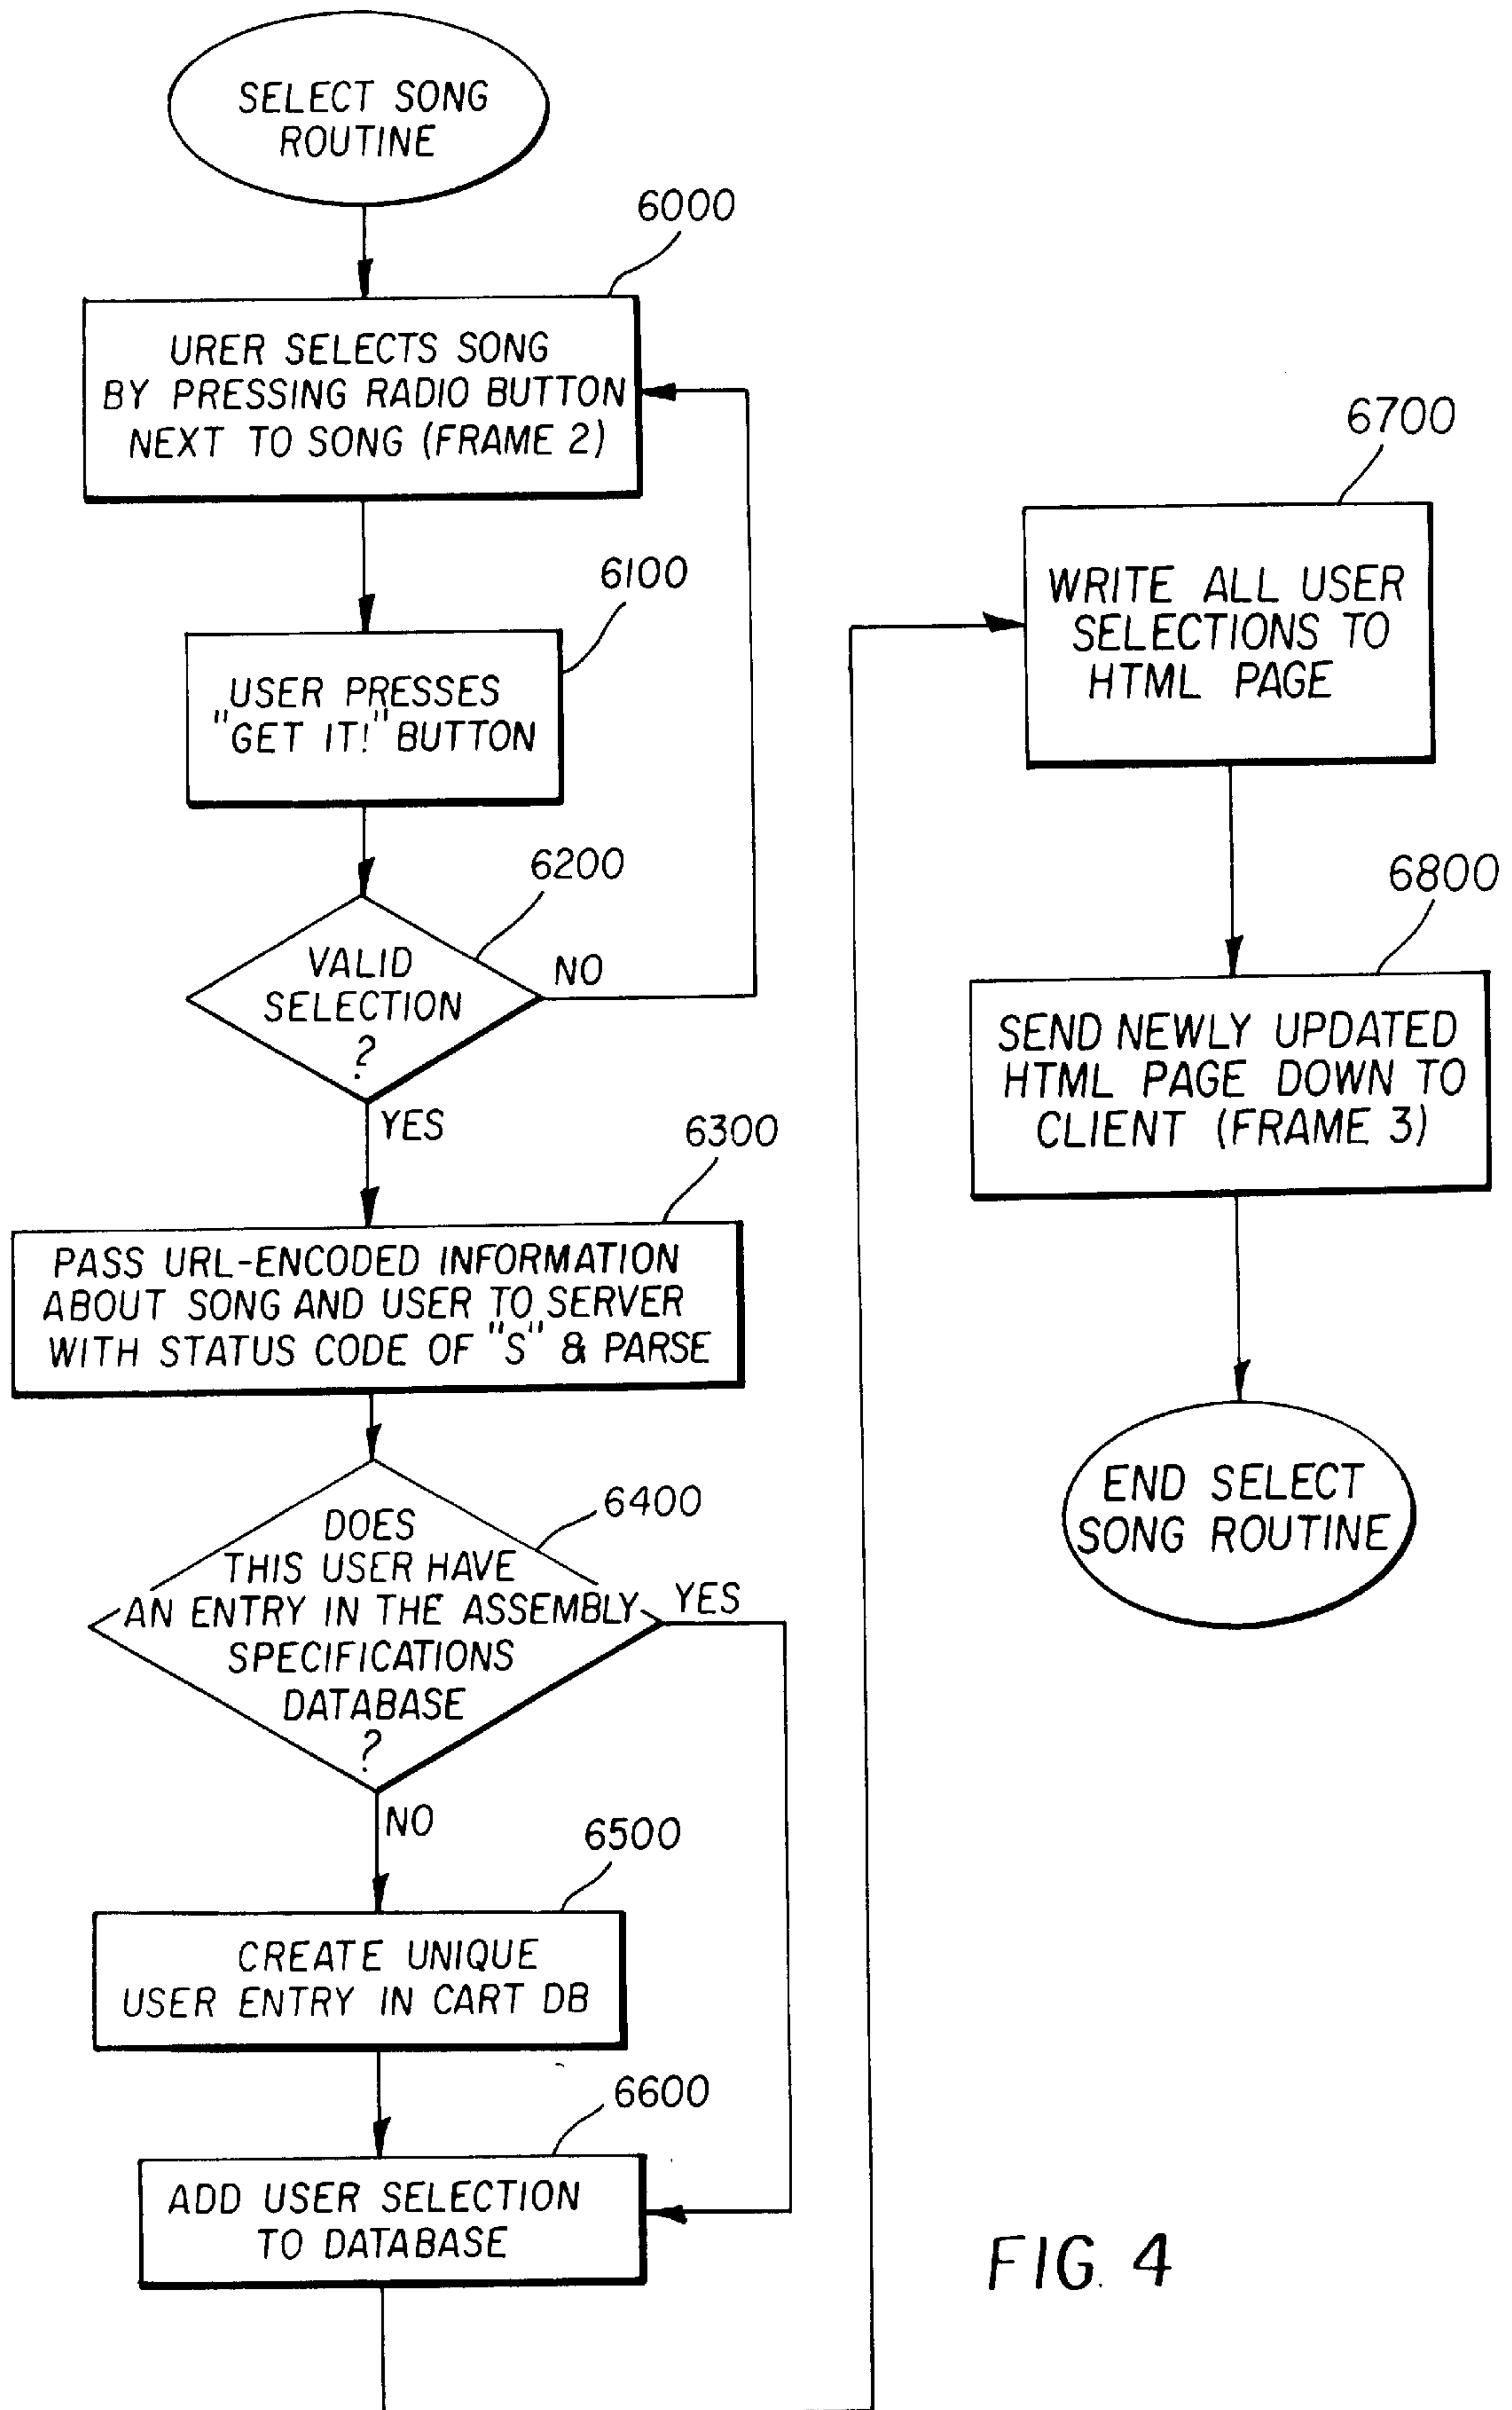 SELECT SONG
ROUTINE
6000
URER SELECTS SONG
BY PRESSING RADIO BUTTON
NEXT TO SONG (FRAME 2)
6100
USER PRESSES
"GET IT!" BUTTON
6200
VALID
SELECTION
?
NO
YES
6300
PASS URL-ENCODED INFORMATION
ABOUT SONG AND USER TO SERVER
WITH STATUS CODE OF "S" & PARSE
6400
DOES
THIS USER HAVE
AN ENTRY IN THE ASSEMBLY
SPECIFICATIONS
DATABASE
?
YES
NO
6500
CREATE UNIQUE
USER ENTRY IN CART DB
6600
ADD USER SELECTION
TO DATABASE
6700
WRITE ALL USER
SELECTIONS TO
HTML PAGE
6800
SEND NEWLY UPDATED
HTML PAGE DOWN TO
CLIENT (FRAME 3)
END SELECT
SONG ROUTINE
FIG. 4